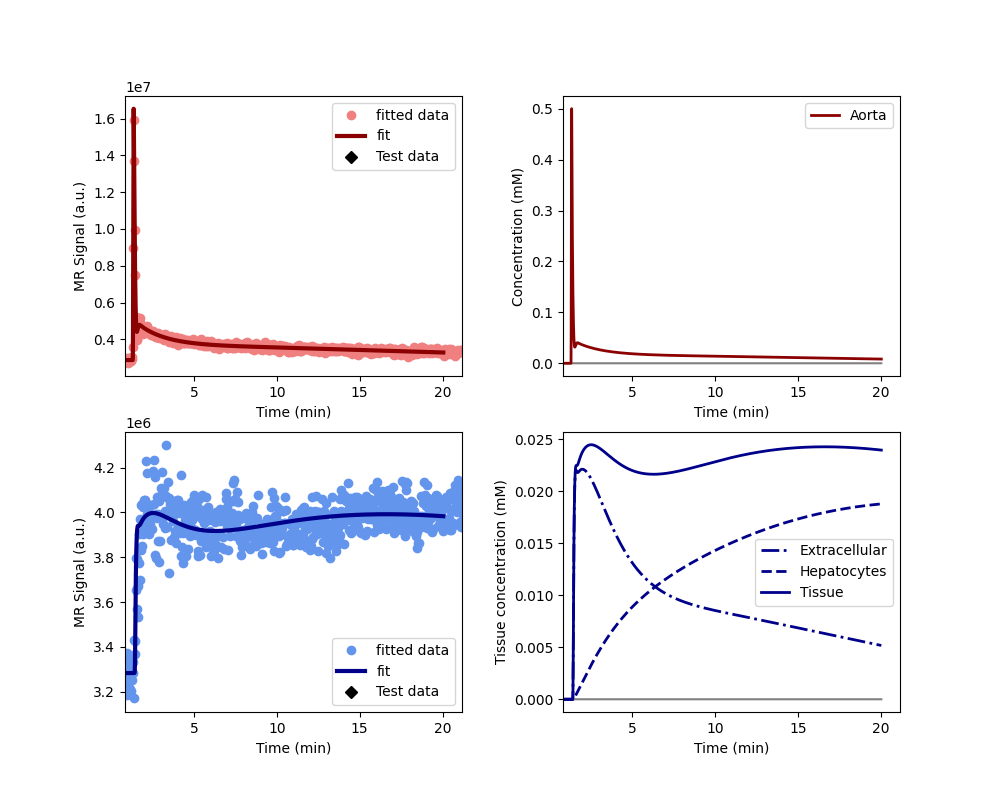 1e7
MR Signal (a.u.)
1.6
1.4
1.2
1.0
0.8
0.6
0.4
fitted data
fit
Test data
5
10
15
20
Time (min)
Concentration (mM)
0.5
0.4
0.3
0.2
0.1
0.0
Aorta
5
10
15
20
Time (min)
1e6
MR Signal (a.u.)
4.2
4.0
3.8
3.6
3.4
3.2
fitted data
fit
Test data
5
10
15
20
Time (min)
Tissue concentration (mM)
0.025
0.020
0.015
0.010
0.005
0.000
Extracellular
Hepatocytes
Tissue
5
10
15
20
Time (min)